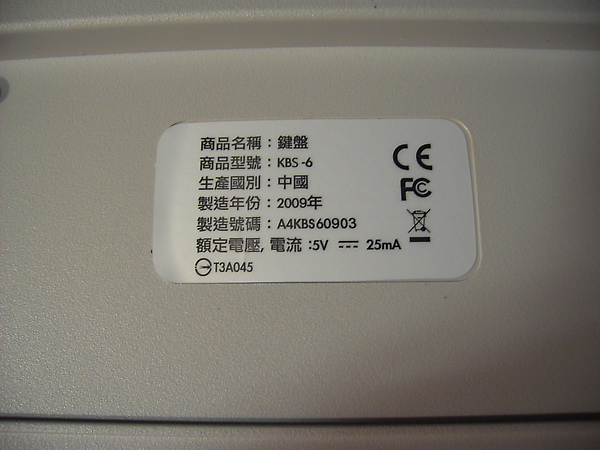 商品名稱：鍵盤
商品型號：KBS-6
生產國別：中國
製造年份：2009年
製造號碼：A4KBS60903
額定電壓, 電流 :5V ⎓ 25mA
T3A045
CE
FC